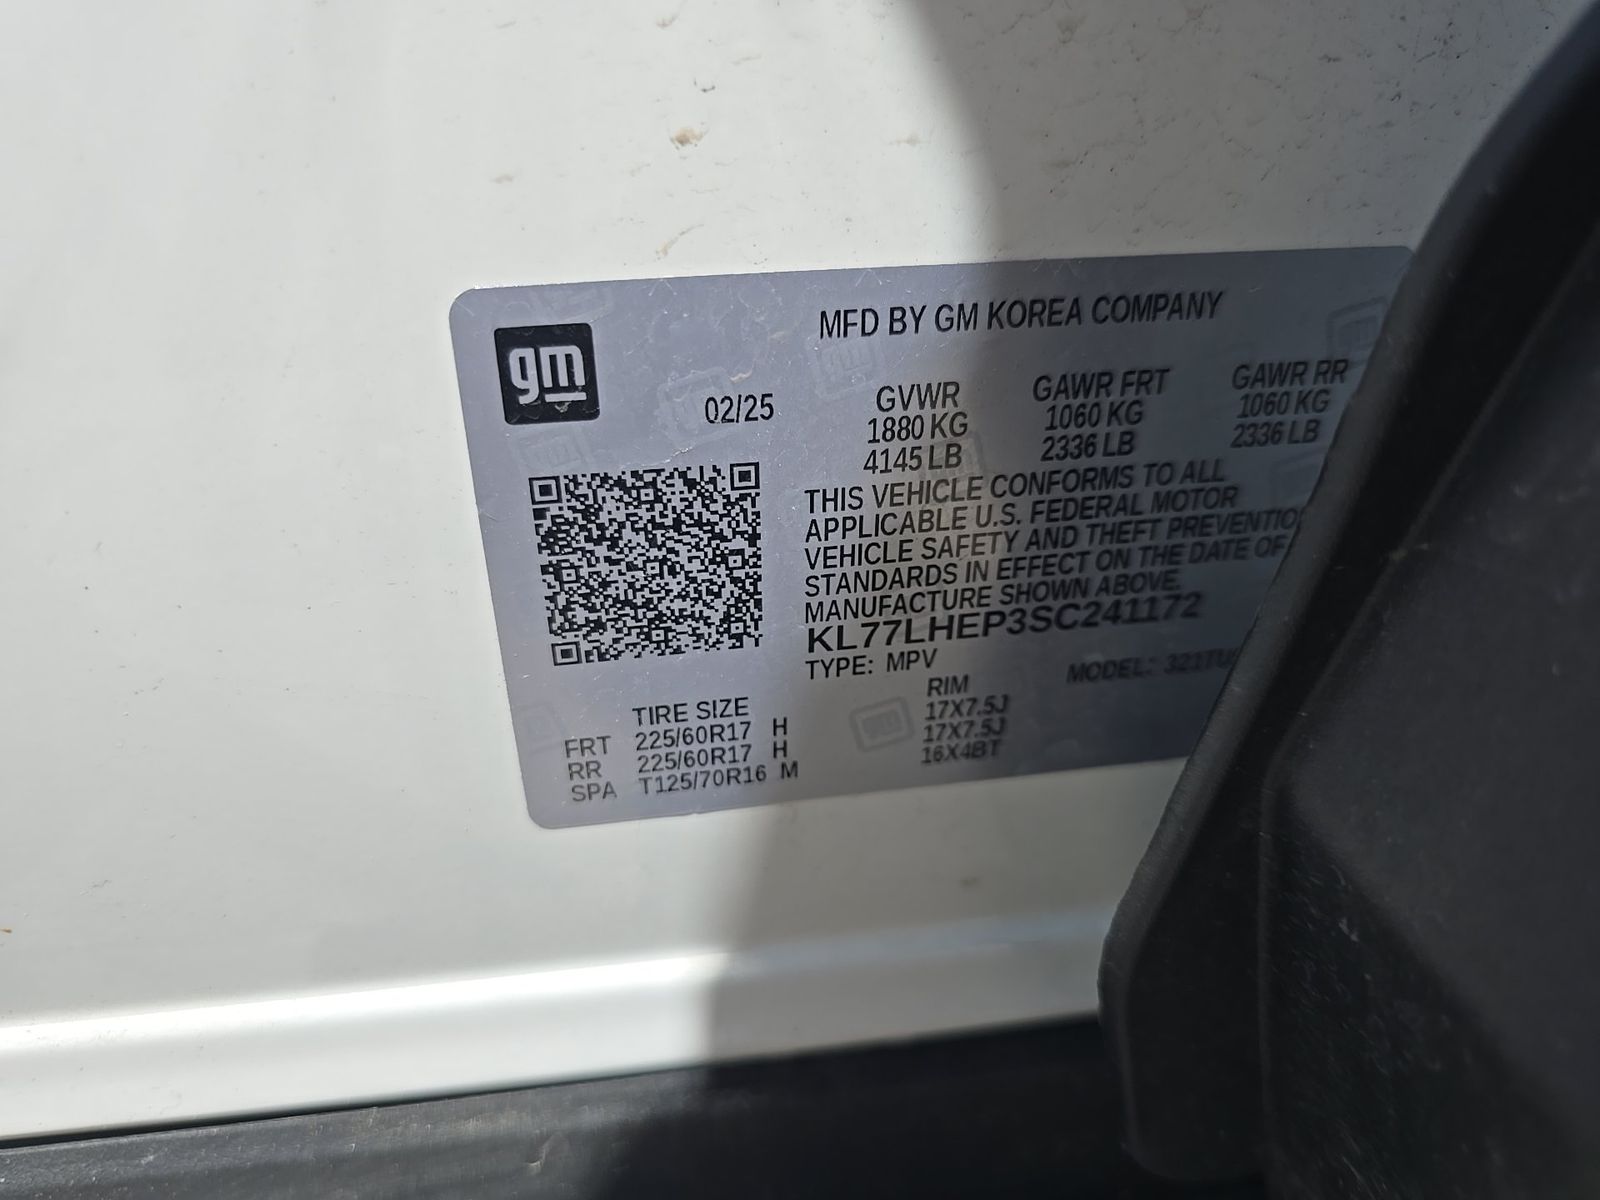 gm
MFD BY GM KOREA COMPANY
02/25
GVWR GAWR FRT GAWR RR
1880 KG 1060 KG 1060 KG
4145 LB 2336 LB 2336 LB
THIS VEHICLE CONFORMS TO ALL
APPLICABLE U.S. FEDERAL MOTOR
VEHICLE SAFETY AND THEFT PREVENTIO
STANDARDS IN EFFECT ON THE DATE OF
MANUFACTURE SHOWN ABOVE.
KL77LHEP3SC241172
TYPE: MPV MODEL:
TIRE SIZE RIM
FRT 225/60R17 H 17X7.5J
RR 225/60R17 H 17X7.5J
SPA T125/70R16 M 16X4BT